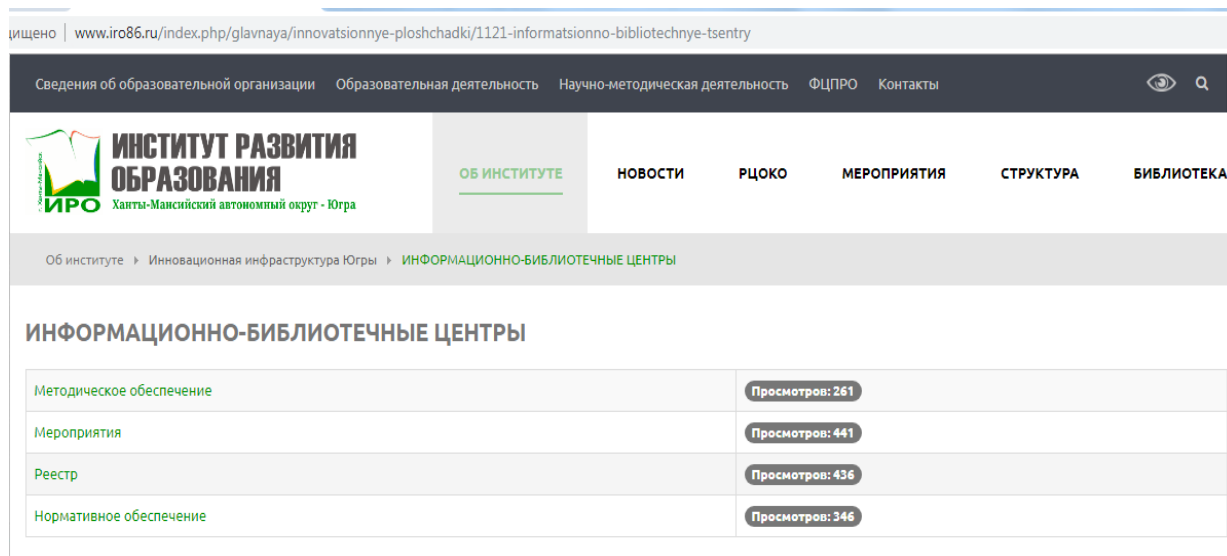 ищено | www.iro86.ru/index.php/glavnaya/innovatsionnye-ploshchadki/1121-informatsionno-bibliotechnye-tsentry
Сведения об образовательной организации Образовательная деятельность Научно-методическая деятельность ФЦПРО Контакты
г. Ханты-Мансийск
ИРО
ИНСТИТУТ РАЗВИТИЯ
ОБРАЗОВАНИЯ
Ханты-Мансийский автономный округ - Югра
ОБ ИНСТИТУТЕ НОВОСТИ РЦОКО МЕРОПРИЯТИЯ СТРУКТУРА БИБЛИОТЕКА
Об институте Инновационная инфраструктура Югры ИНФОРМАЦИОННО-БИБЛИОТЕЧНЫЕ ЦЕНТРЫ
ИНФОРМАЦИОННО-БИБЛИОТЕЧНЫЕ ЦЕНТРЫ
Методическое обеспечение Просмотров: 261
Мероприятия Просмотров: 441
Реестр Просмотров: 436
Нормативное обеспечение Просмотров: 346